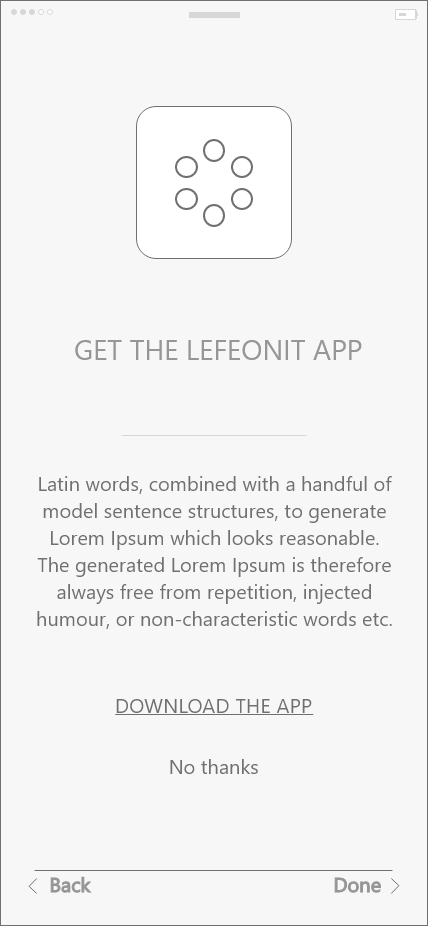 GET THE LEFEONIT APP
Latin words, combined with a handful of
model sentence structures, to generate
Lorem Ipsum which looks reasonable.
The generated Lorem Ipsum is therefore
always free from repetition, injected
humour, or non-characteristic words etc.
DOWNLOAD THE APP
No thanks
Back
Done